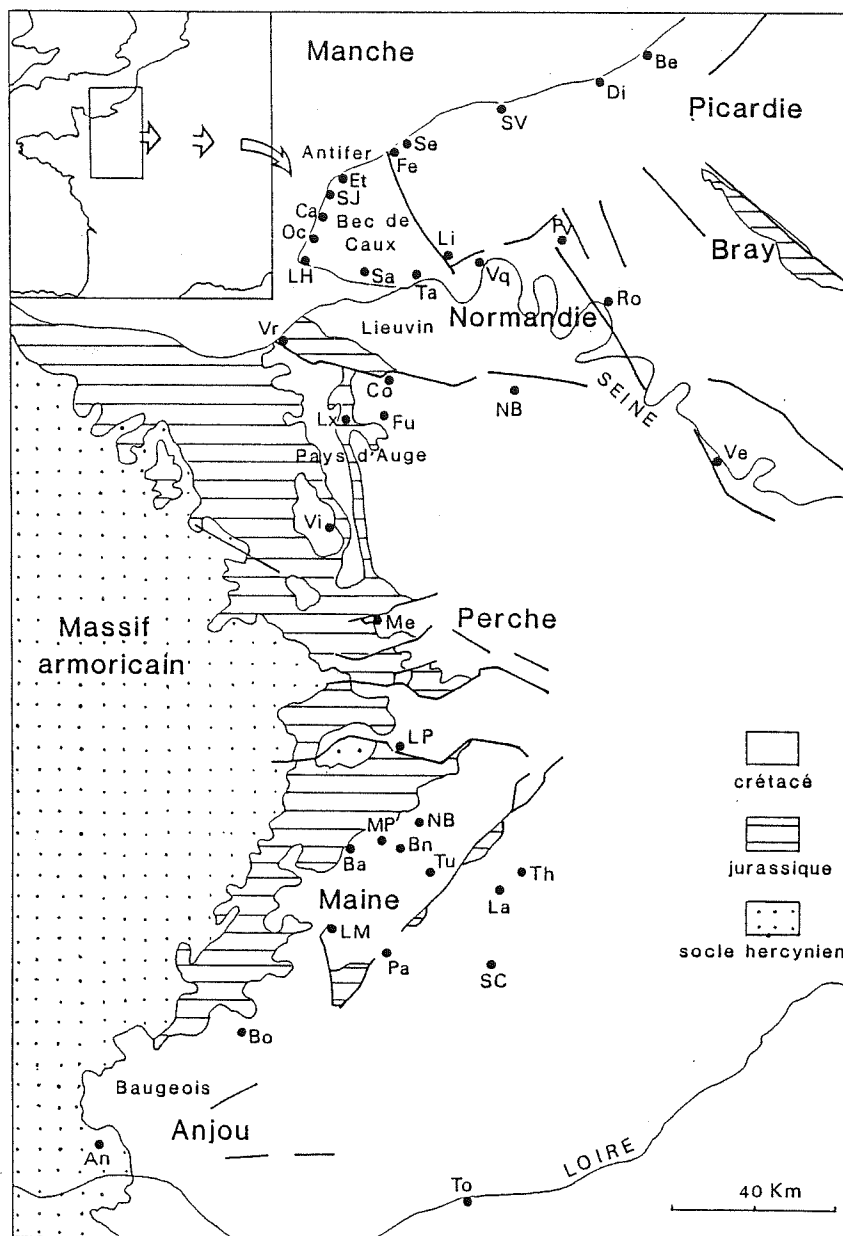 Manche
Be
Di
SV
Picardie
Se
Antifer
Fe
Et
SJ
Ca
Bec de
Caux
Oc
Li
Pv
Bray
LH
Sa
Ta
Vq
Ro
Normandie
Vr
Lieuvin
SEINE
Co
NB
Lx
Fu
Pays d'Auge
Ve
Vi
Massif
armoricain
Me
Perche
LP
crétacé
NB
MP
Bn
Ba
Tu
Th
jurassique
Maine
La
LM
Pa
SC
socle hercynien
Bo
Baugeois
Anjou
An
LOIRE
To
40 Km